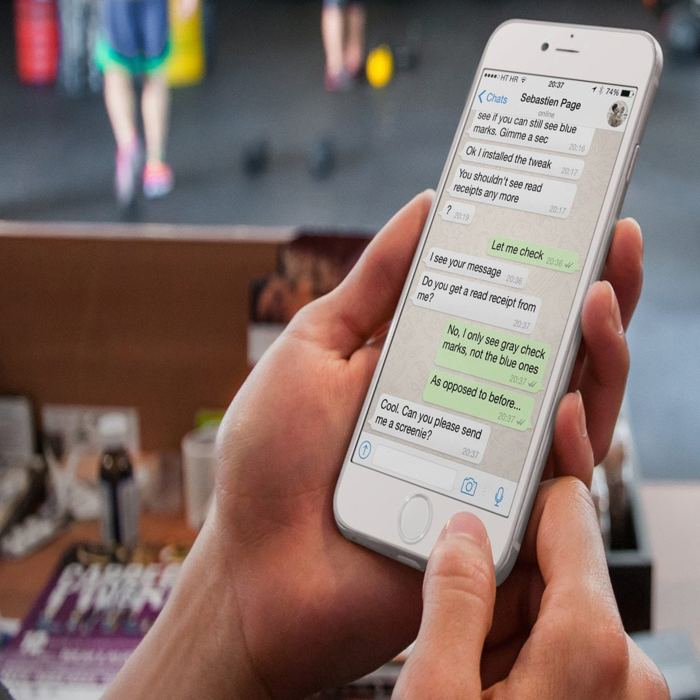 HT HR 20:37 74%
Chats Sebastien Page
online
see if you can still see blue
marks. Gimme a sec 20:16
Ok I installed the tweak 20:17
You shouldn't see read
receipts any more 20:17
? 20:19
Let me check 20:36
I see your message 20:36
Do you get a read receipt from
me? 20:37
No, I only see gray check
marks, not the blue ones
20:37
As opposed to before...
20:37
Cool. Can you please send
me a screenie? 20:37